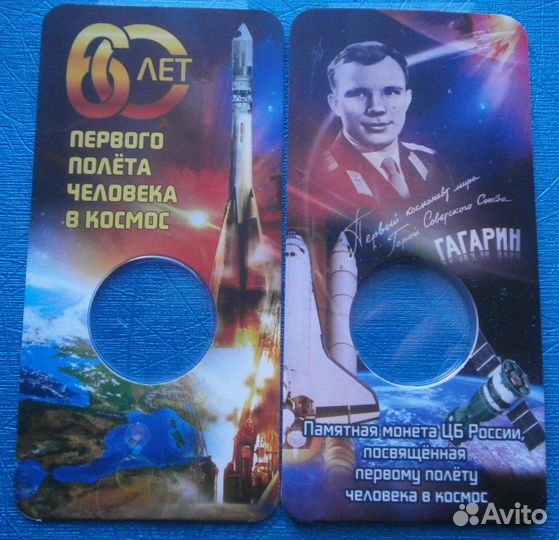 60 ЛЕТ
ПЕРВОГО
ПОЛЁТА
ЧЕЛОВЕКА
В КОСМОС
Первый космонавт мира
Герой Советского Союза
ГАГАРИН
Памятная монета ЦБ России,
посвящённая
первому полёту
человека в космос
Avito